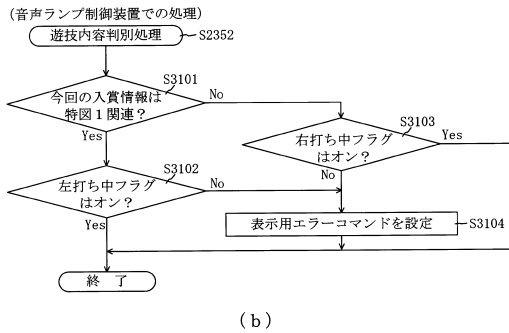 (音声ランプ制御装置での処理)
遊技内容判別処理
S2352
S3101
今回の入賞情報は
特図1関連?
No
Yes
S3103
右打ち中フラグ
はオン?
Yes
No
S3102
左打ち中フラグ
はオン?
No
Yes
表示用エラーコマンドを設定
S3104
終 了
(b)